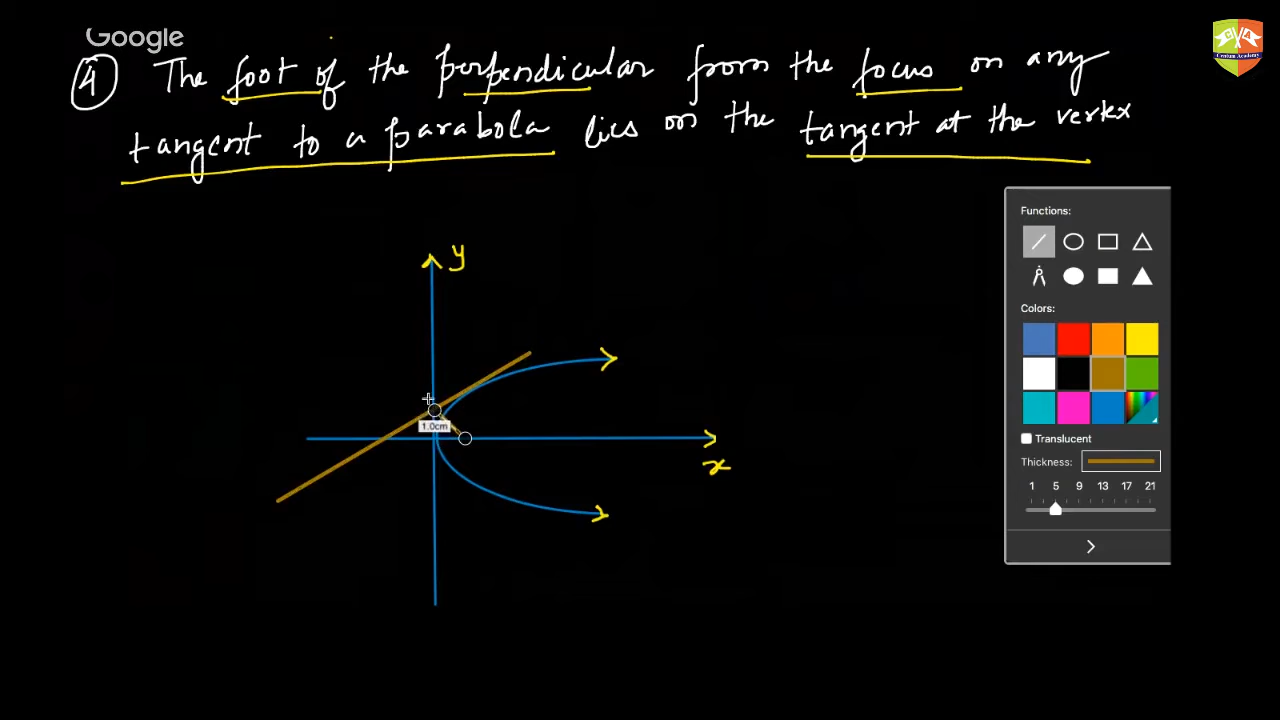 Google
4 The foot of the perpendicular from the focus on any
tangent to a parabola lies on the tangent at the vertex
Functions:
Colors:
Translucent
Thickness:
1 5 9 13 17 21
y
1.0cm
x